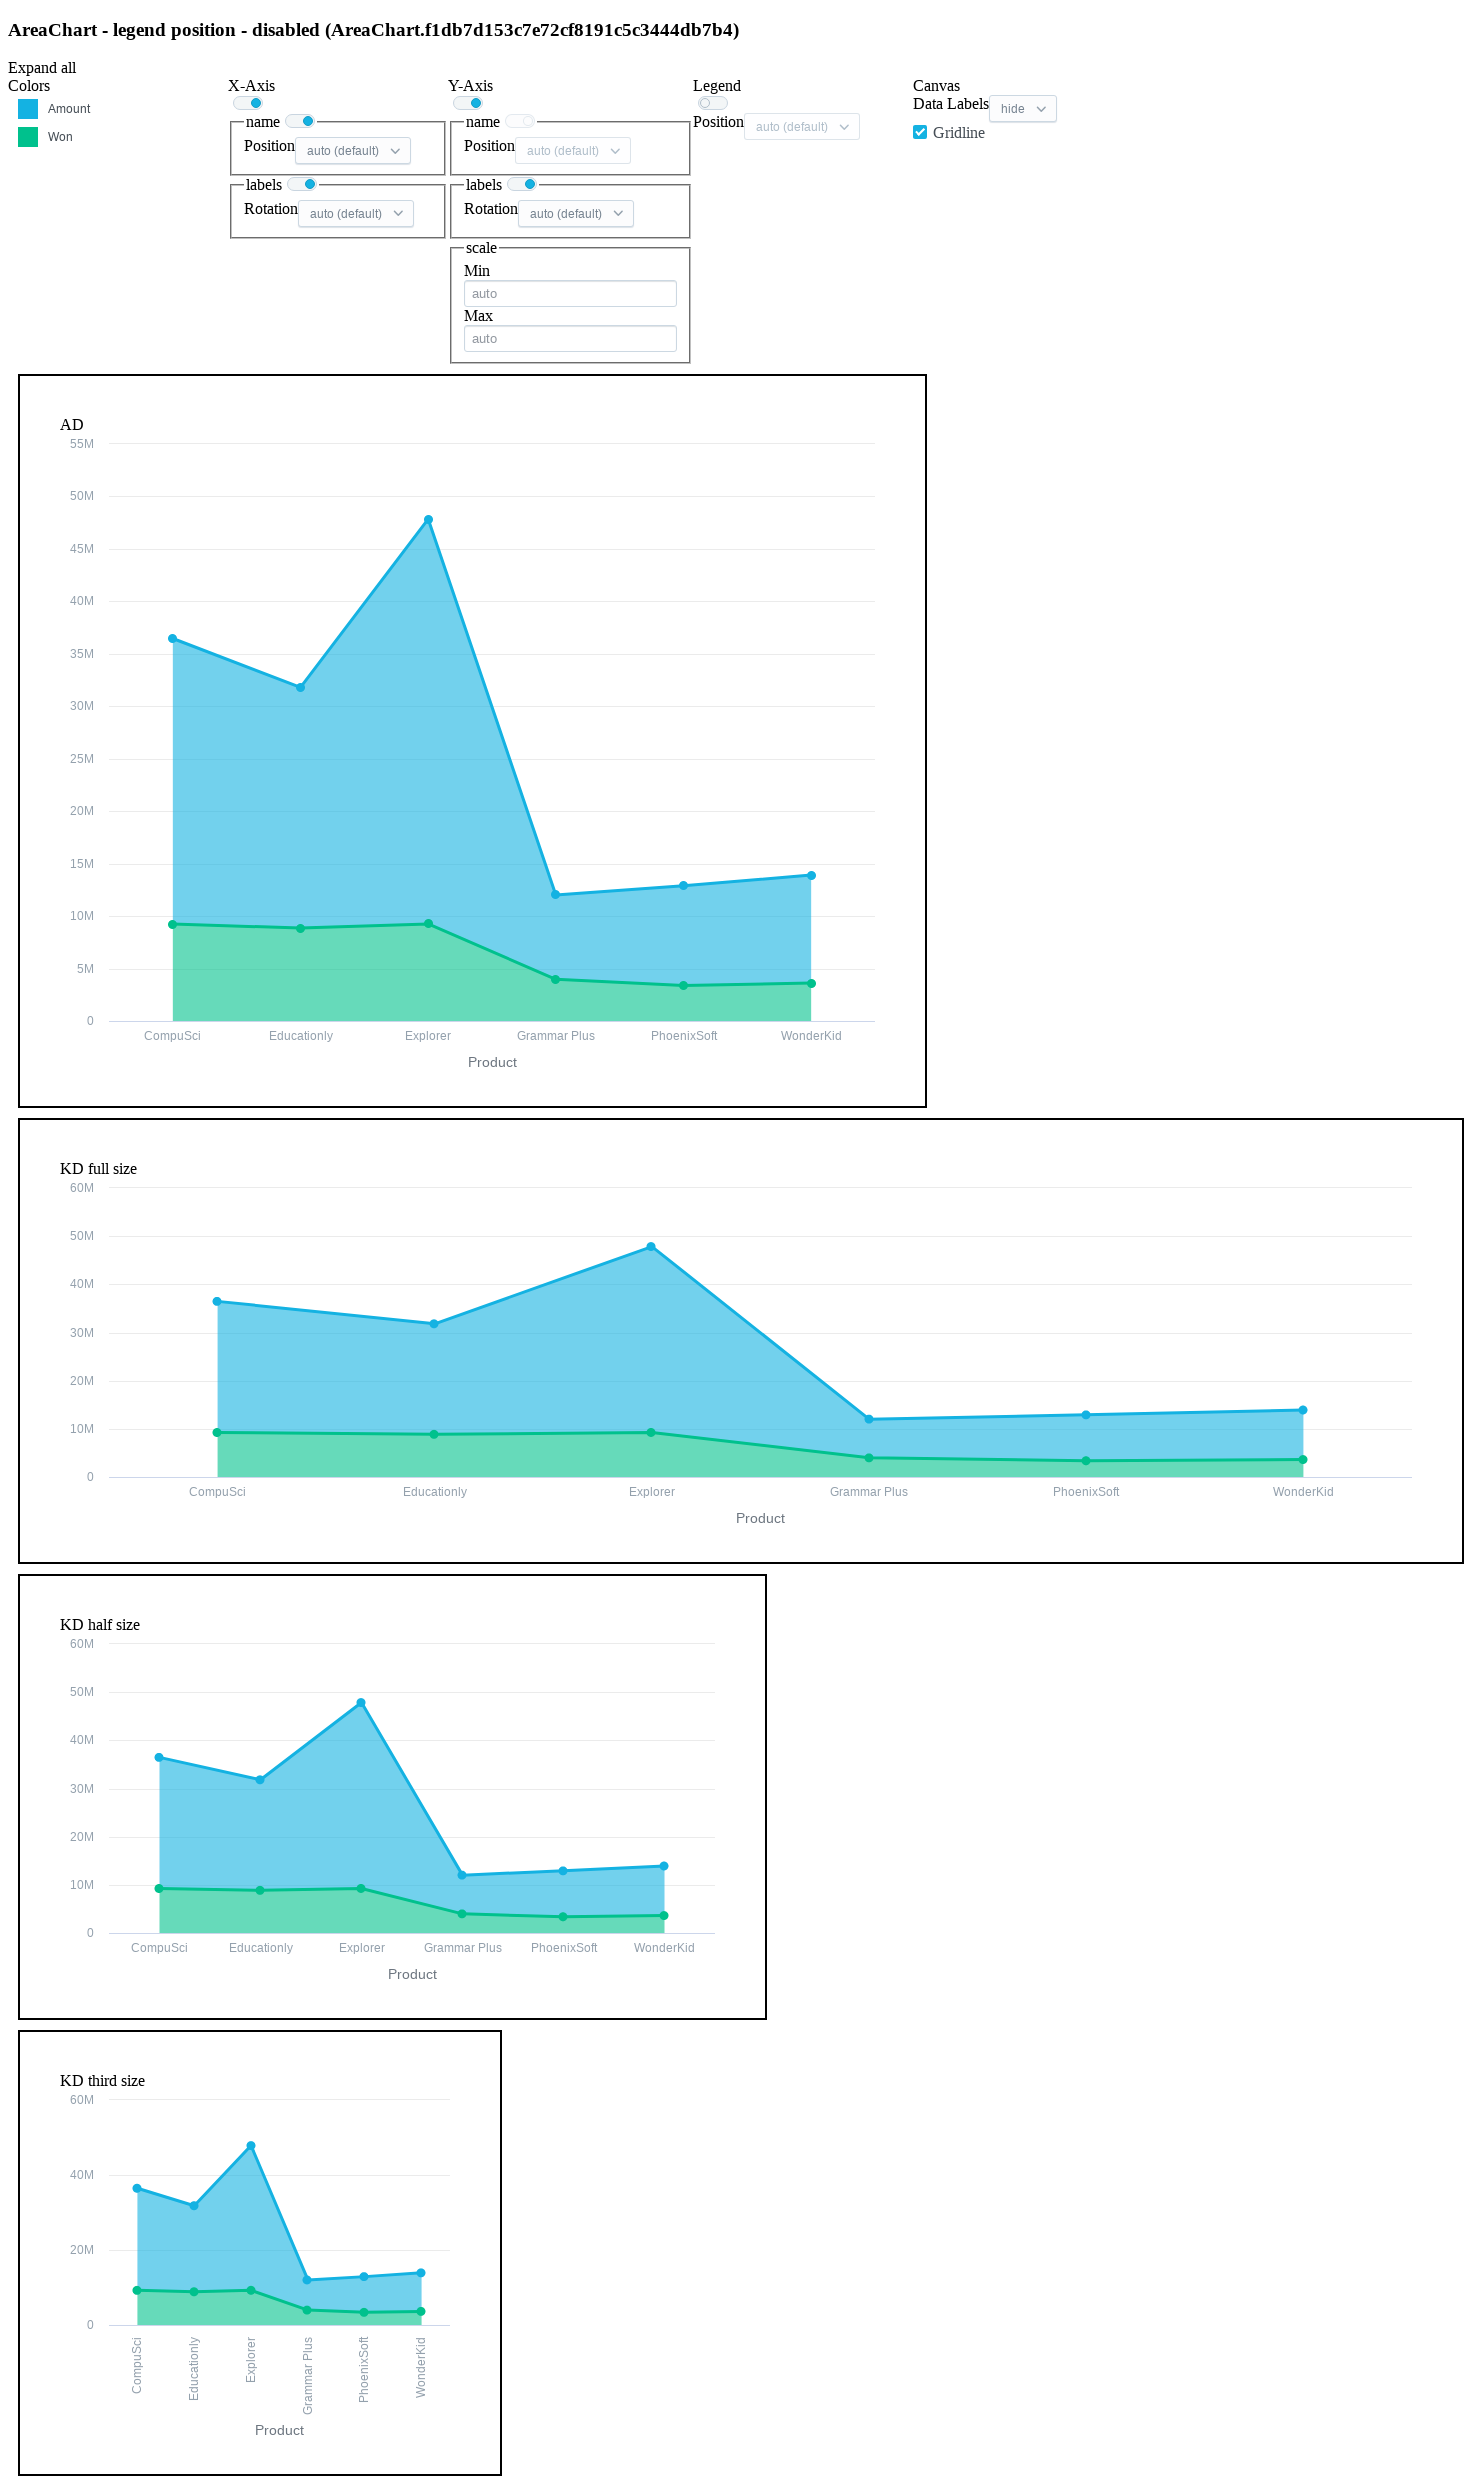 AreaChart - legend position - disabled (AreaChart.f1db7d153c7e72cf8191c5c3444db7b4)
Expand all
Colors
Amount
Won
X-Axis
name
Position auto (default)
labels
Rotation auto (default)
Y-Axis
name
Position auto (default)
labels
Rotation auto (default)
scale
Min
auto
Max
auto
Legend
Position auto (default)
Canvas
Data Labels hide
Gridline
AD
55M
50M
45M
40M
35M
30M
25M
20M
15M
10M
5M
0
CompuSci Educationly Explorer Grammar Plus PhoenixSoft WonderKid
Product
KD full size
60M
50M
40M
30M
20M
10M
0
CompuSci Educationly Explorer Grammar Plus PhoenixSoft WonderKid
Product
KD half size
60M
50M
40M
30M
20M
10M
0
CompuSci Educationly Explorer Grammar Plus PhoenixSoft WonderKid
Product
KD third size
60M
40M
20M
0
CompuSci
Educationly
Explorer
Grammar Plus
PhoenixSoft
WonderKid
Product